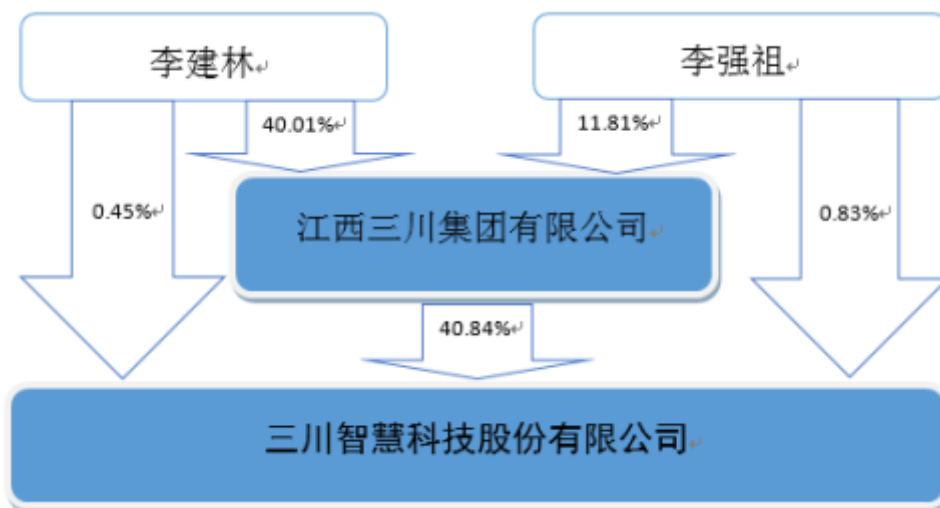 李建林
李强祖
40.01%
11.81%
0.45%
0.83%
江西三川集团有限公司
40.84%
三川智慧科技股份有限公司